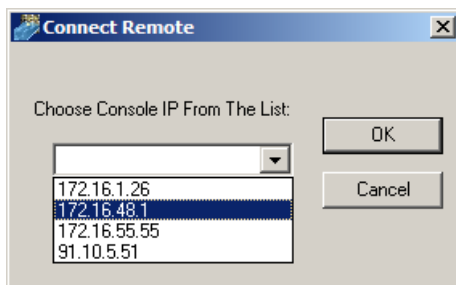 Connect Remote
Choose Console IP From The List:
OK
172.16.1.26
Cancel
172.16.48.1
172.16.55.55
91.10.5.51